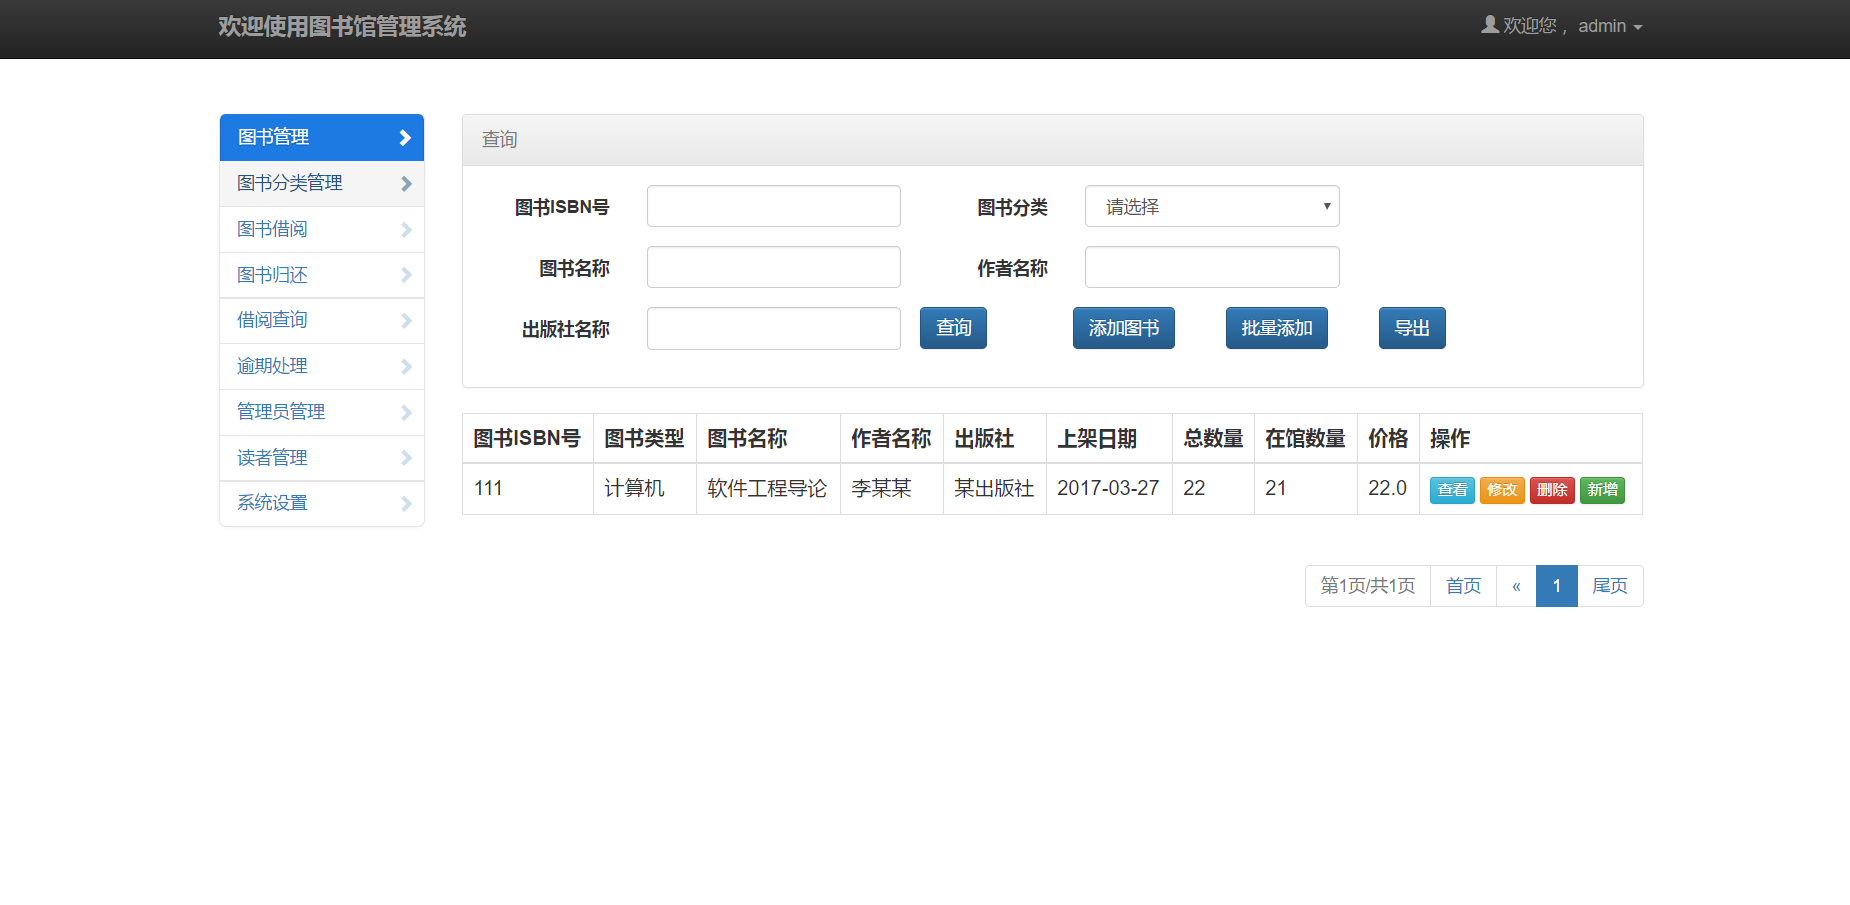 欢迎使用图书馆管理系统
欢迎您 ，admin
图书管理
图书分类管理
图书借阅
图书归还
借阅查询
逾期处理
管理员管理
读者管理
系统设置
查询
图书ISBN号
图书分类 请选择
图书名称
作者名称
出版社名称 查询 添加图书 批量添加 导出
图书ISBN号 图书类型 图书名称 作者名称 出版社 上架日期 总数量 在馆数量 价格 操作
111 计算机 软件工程导论 李某某 某出版社 2017-03-27 22 21 22.0 查看 修改 删除 新增
第1页/共1页 首页 « 1 尾页